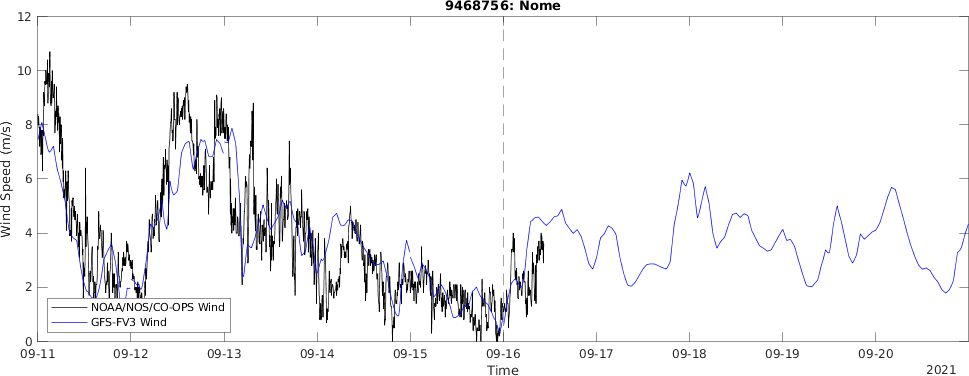 9468756: Nome
12
10
8
6
4
2
0
Wind Speed (m/s)
NOAA/NOS/CO-OPS Wind
GFS-FV3 Wind
09-11 09-12 09-13 09-14 09-15 09-16 09-17 09-18 09-19 09-20
Time
2021